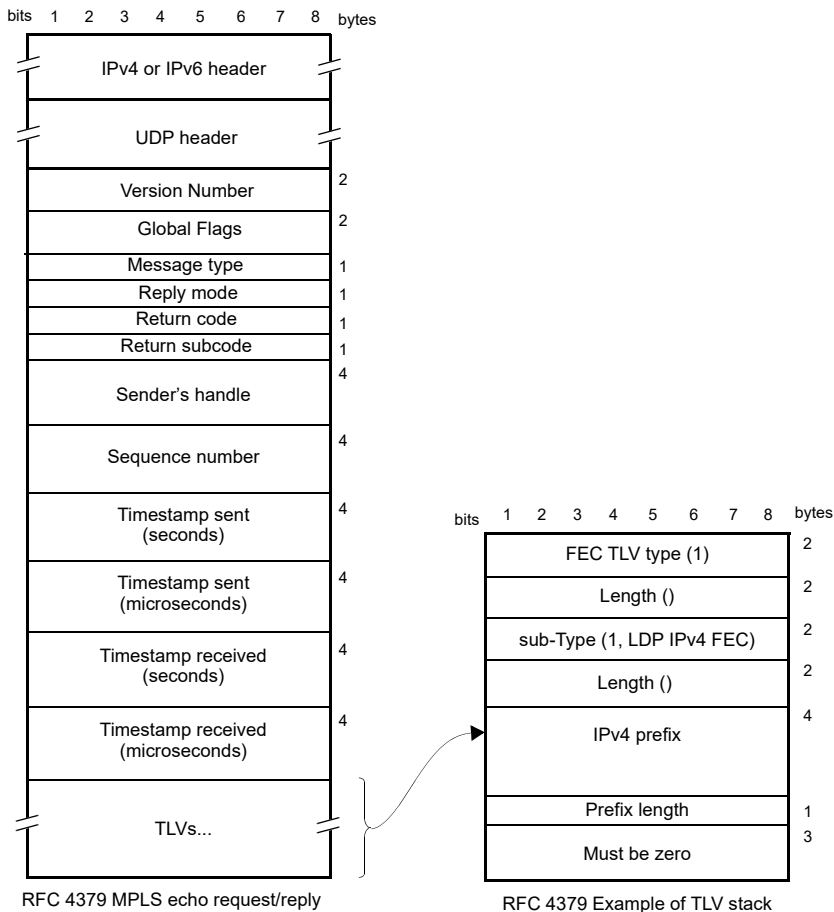 bits 1 2 3 4 5 6 7 8 bytes
IPv4 or IPv6 header
UDP header
Version Number 2
Global Flags 2
Message type 1
Reply mode 1
Return code 1
Return subcode 1
Sender’s handle 4
Sequence number 4
Timestamp sent 4
(seconds)
Timestamp sent 4
(microseconds)
Timestamp received 4
(seconds)
Timestamp received 4
(microseconds)
TLVs...
RFC 4379 MPLS echo request/reply
bits 1 2 3 4 5 6 7 8 bytes
FEC TLV type (1) 2
Length () 2
sub-Type (1, LDP IPv4 FEC) 2
Length () 2
IPv4 prefix 4
Prefix length 1
Must be zero 3
RFC 4379 Example of TLV stack